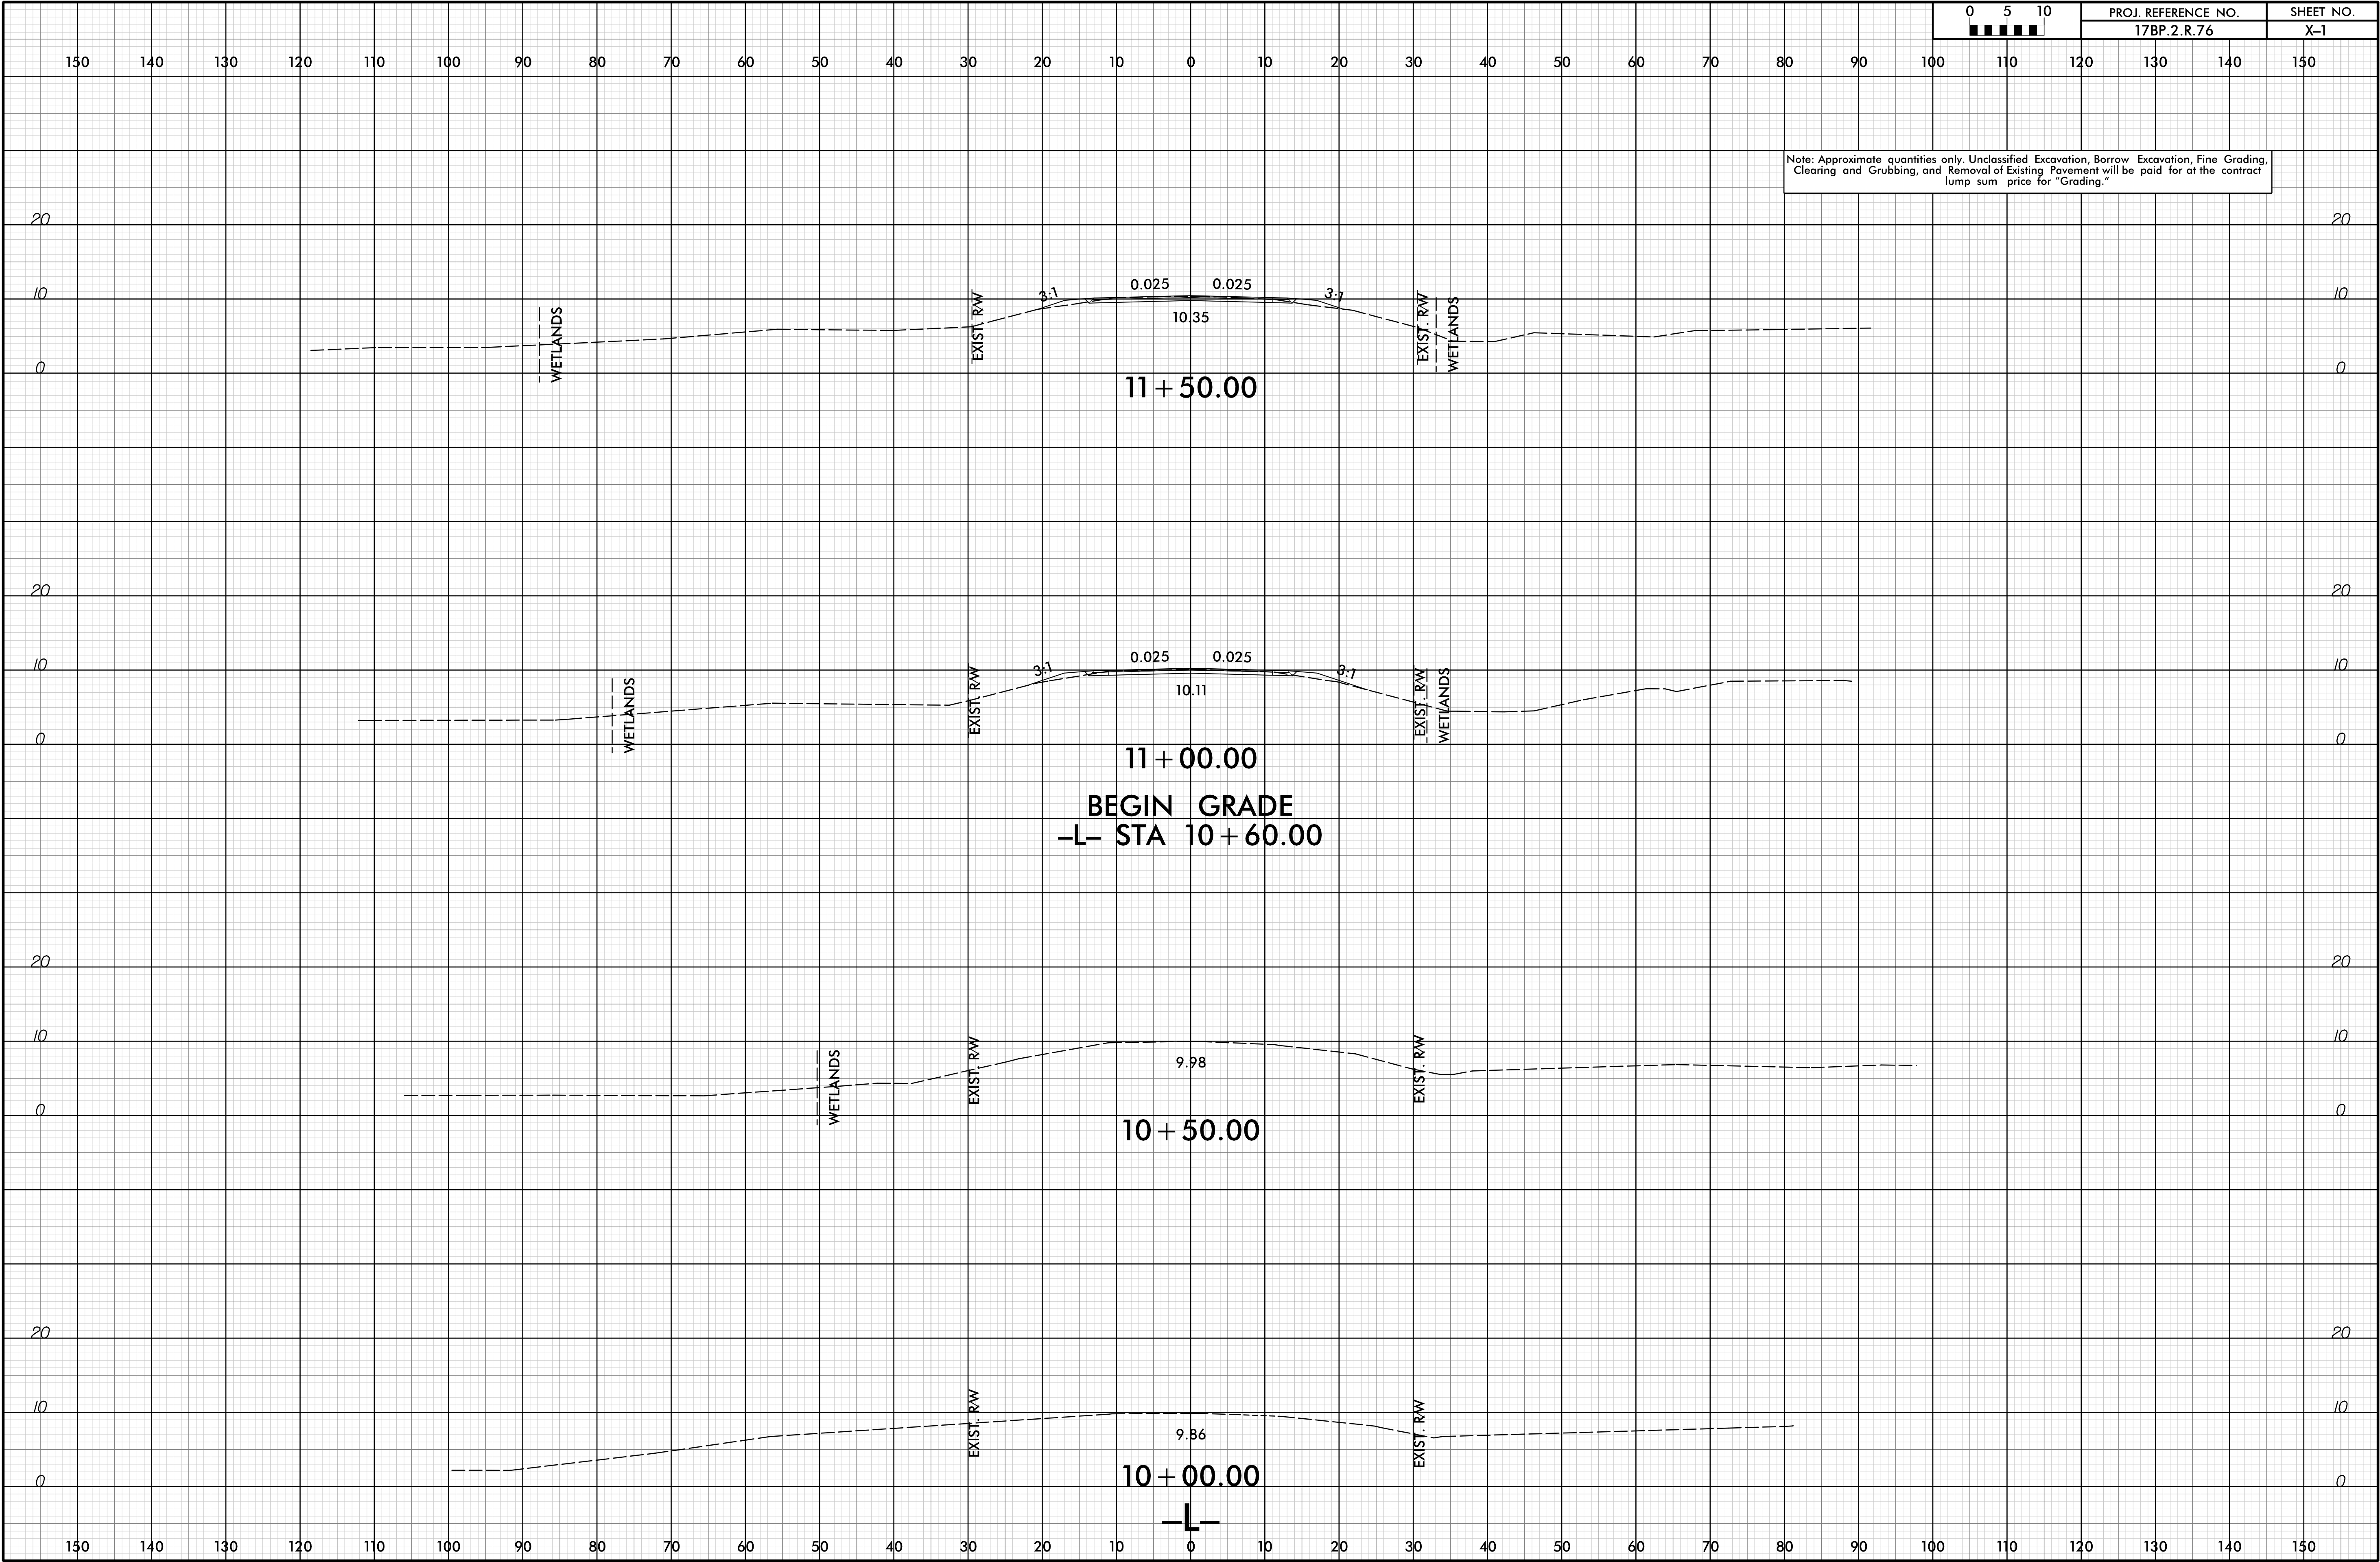 0 5 10
PROJ. REFERENCE NO.
SHEET NO.
17BP.2.R.76
X–1
150 140 130 120 110 100 90 80 70 60 50 40 30 20 10 0 10 20 30 40 50 60 70 80 90 100 110 120 130 140 150
Note: Approximate quantities only. Unclassified Excavation, Borrow Excavation, Fine Grading,
Clearing and Grubbing, and Removal of Existing Pavement will be paid for at the contract
lump sum price for "Grading."
20 20
3:1 0.025 0.025 3:1
10 10
WETLANDS
EXIST. R/W
10.35
EXIST. R/W
WETLANDS
0 0
11+50.00
20 20
3:1 0.025 0.025 3:1
10 10
WETLANDS
EXIST. R/W
10.11
EXIST. R/W
WETLANDS
0 0
11+00.00
BEGIN GRADE
–L– STA 10+60.00
20 20
10 10
WETLANDS
EXIST. R/W
9.98
EXIST. R/W
0 0
10+50.00
20 20
10 10
EXIST. R/W
9.86
EXIST. R/W
0 0
10+00.00
–L–
150 140 130 120 110 100 90 80 70 60 50 40 30 20 10 0 10 20 30 40 50 60 70 80 90 100 110 120 130 140 150